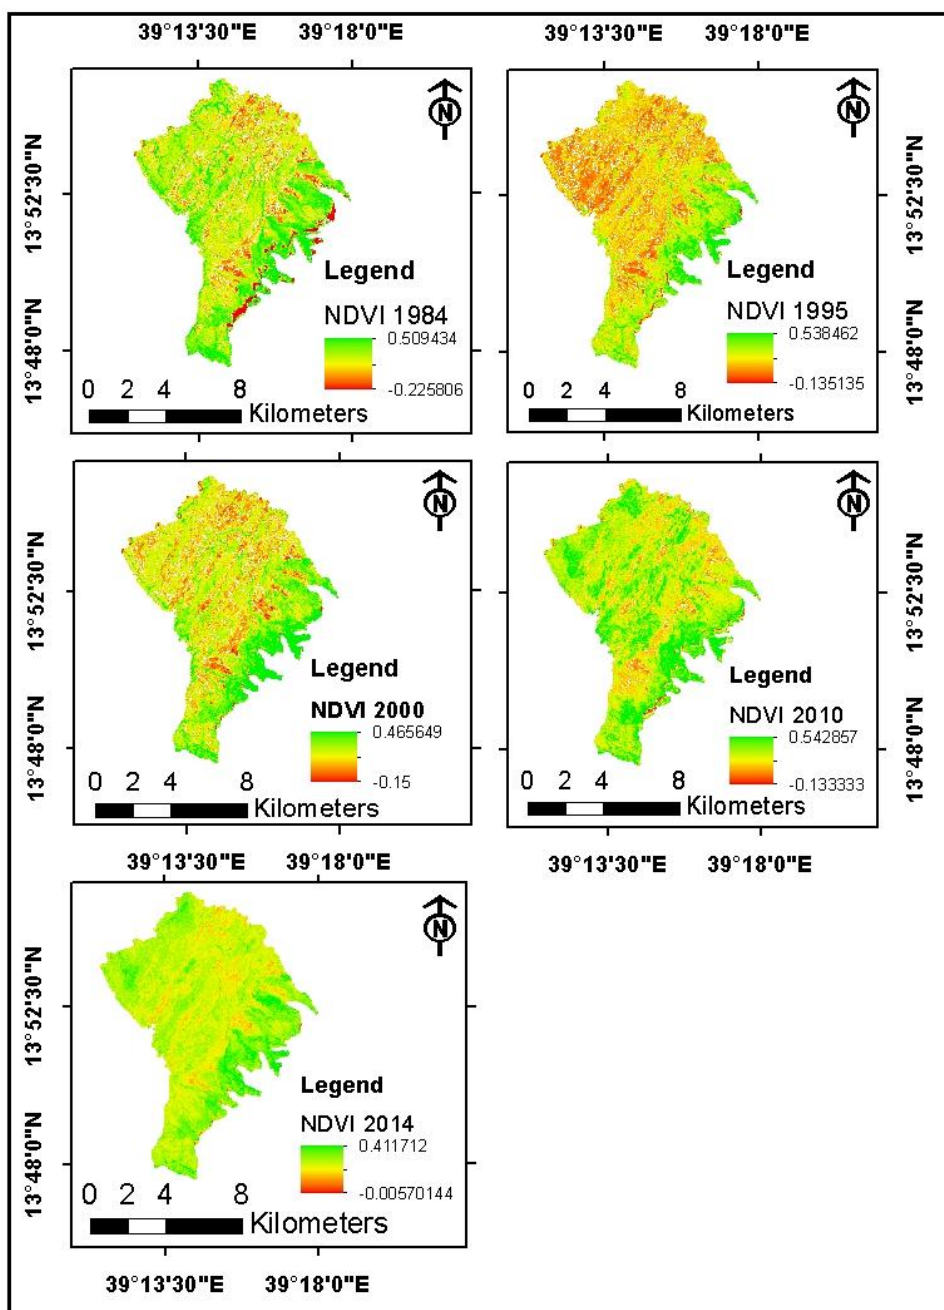 39°13'30"E 39°18'0"E 39°13'30"E 39°18'0"E
13°52'30"N
13°48'0"N
N
Legend
NDVI 1984
0.509434
-0.225806
0 2 4 8
Kilometers
N
Legend
NDVI 1995
0.538462
-0.135135
0 2 4 8
Kilometers
13°52'30"N
13°48'0"N
13°52'30"N
13°48'0"N
N
Legend
NDVI 2000
0.465649
-0.15
0 2 4 8
Kilometers
N
Legend
NDVI 2010
0.542857
-0.133333
0 2 4 8
Kilometers
13°52'30"N
13°48'0"N
39°13'30"E 39°18'0"E 39°13'30"E 39°18'0"E
13°52'30"N
13°48'0"N
N
Legend
NDVI 2014
0.411712
-0.00570144
0 2 4 8
Kilometers
39°13'30"E 39°18'0"E